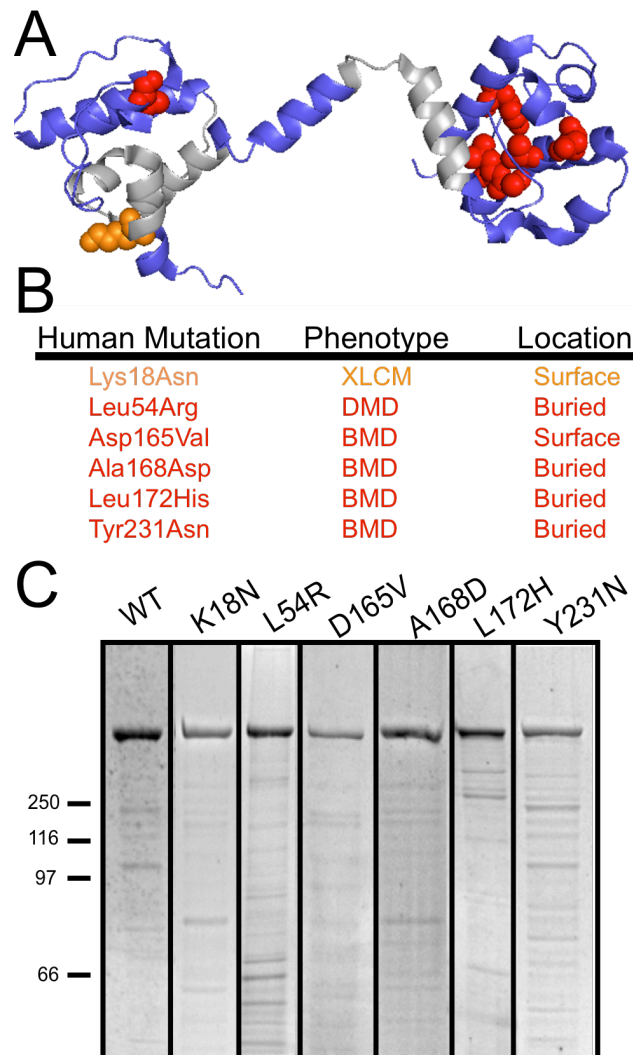 A
B
Human Mutation Phenotype Location
Lys18Asn XLCM Surface
Leu54Arg DMD Buried
Asp165Val BMD Surface
Ala168Asp BMD Buried
Leu172His BMD Buried
Tyr231Asn BMD Buried
C
WT K18N L54R D165V A168D L172H Y231N
250
116
97
66